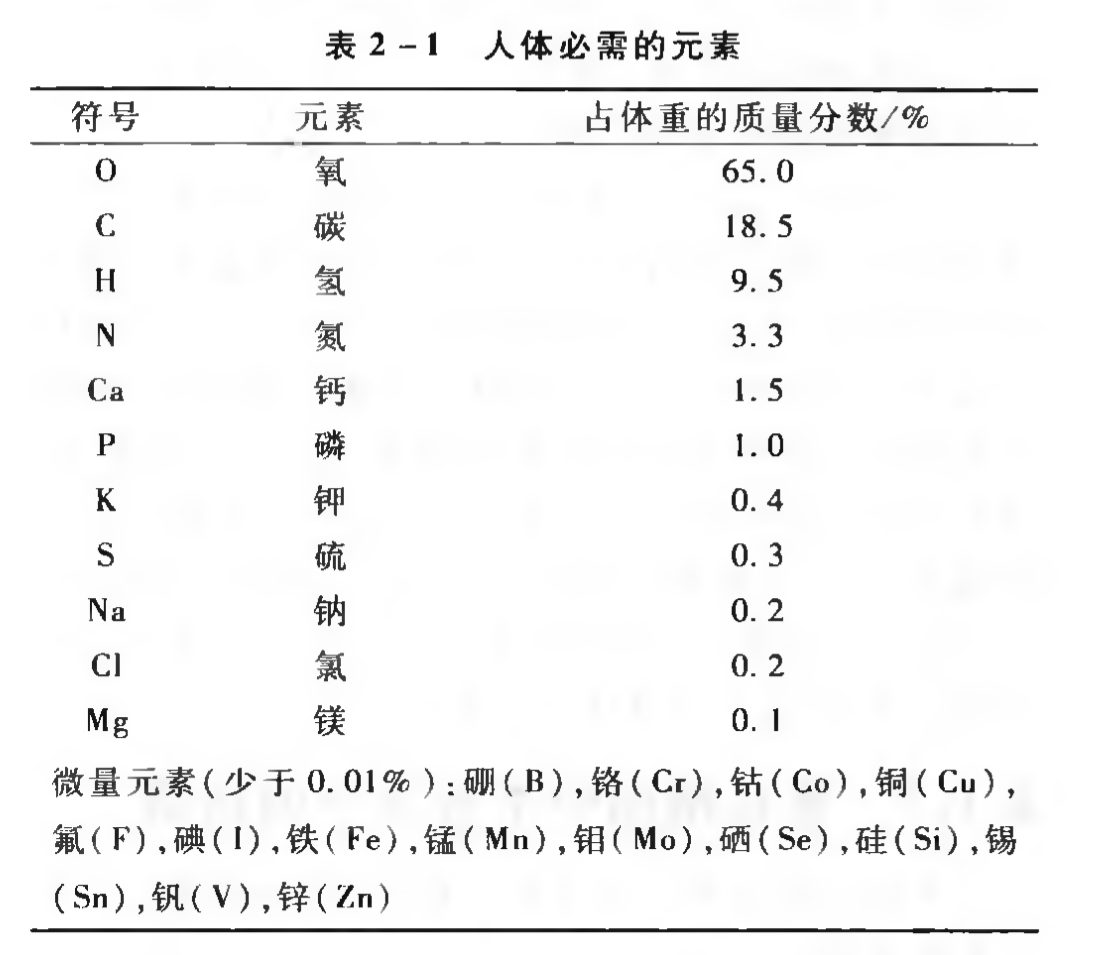 表2-1 人体必需的元素
符号 元素 占体重的质量分数/%
O 氧 65.0
C 碳 18.5
H 氢 9.5
N 氮 3.3
Ca 钙 1.5
P 磷 1.0
K 钾 0.4
S 硫 0.3
Na 钠 0.2
Cl 氯 0.2
Mg 镁 0.1
微量元素(少于0.01%):硼(B),铬(Cr),钴(Co),铜(Cu),
氟(F),碘(I),铁(Fe),锰(Mn),钼(Mo),硒(Se),硅(Si),锡
(Sn),钒(V),锌(Zn)